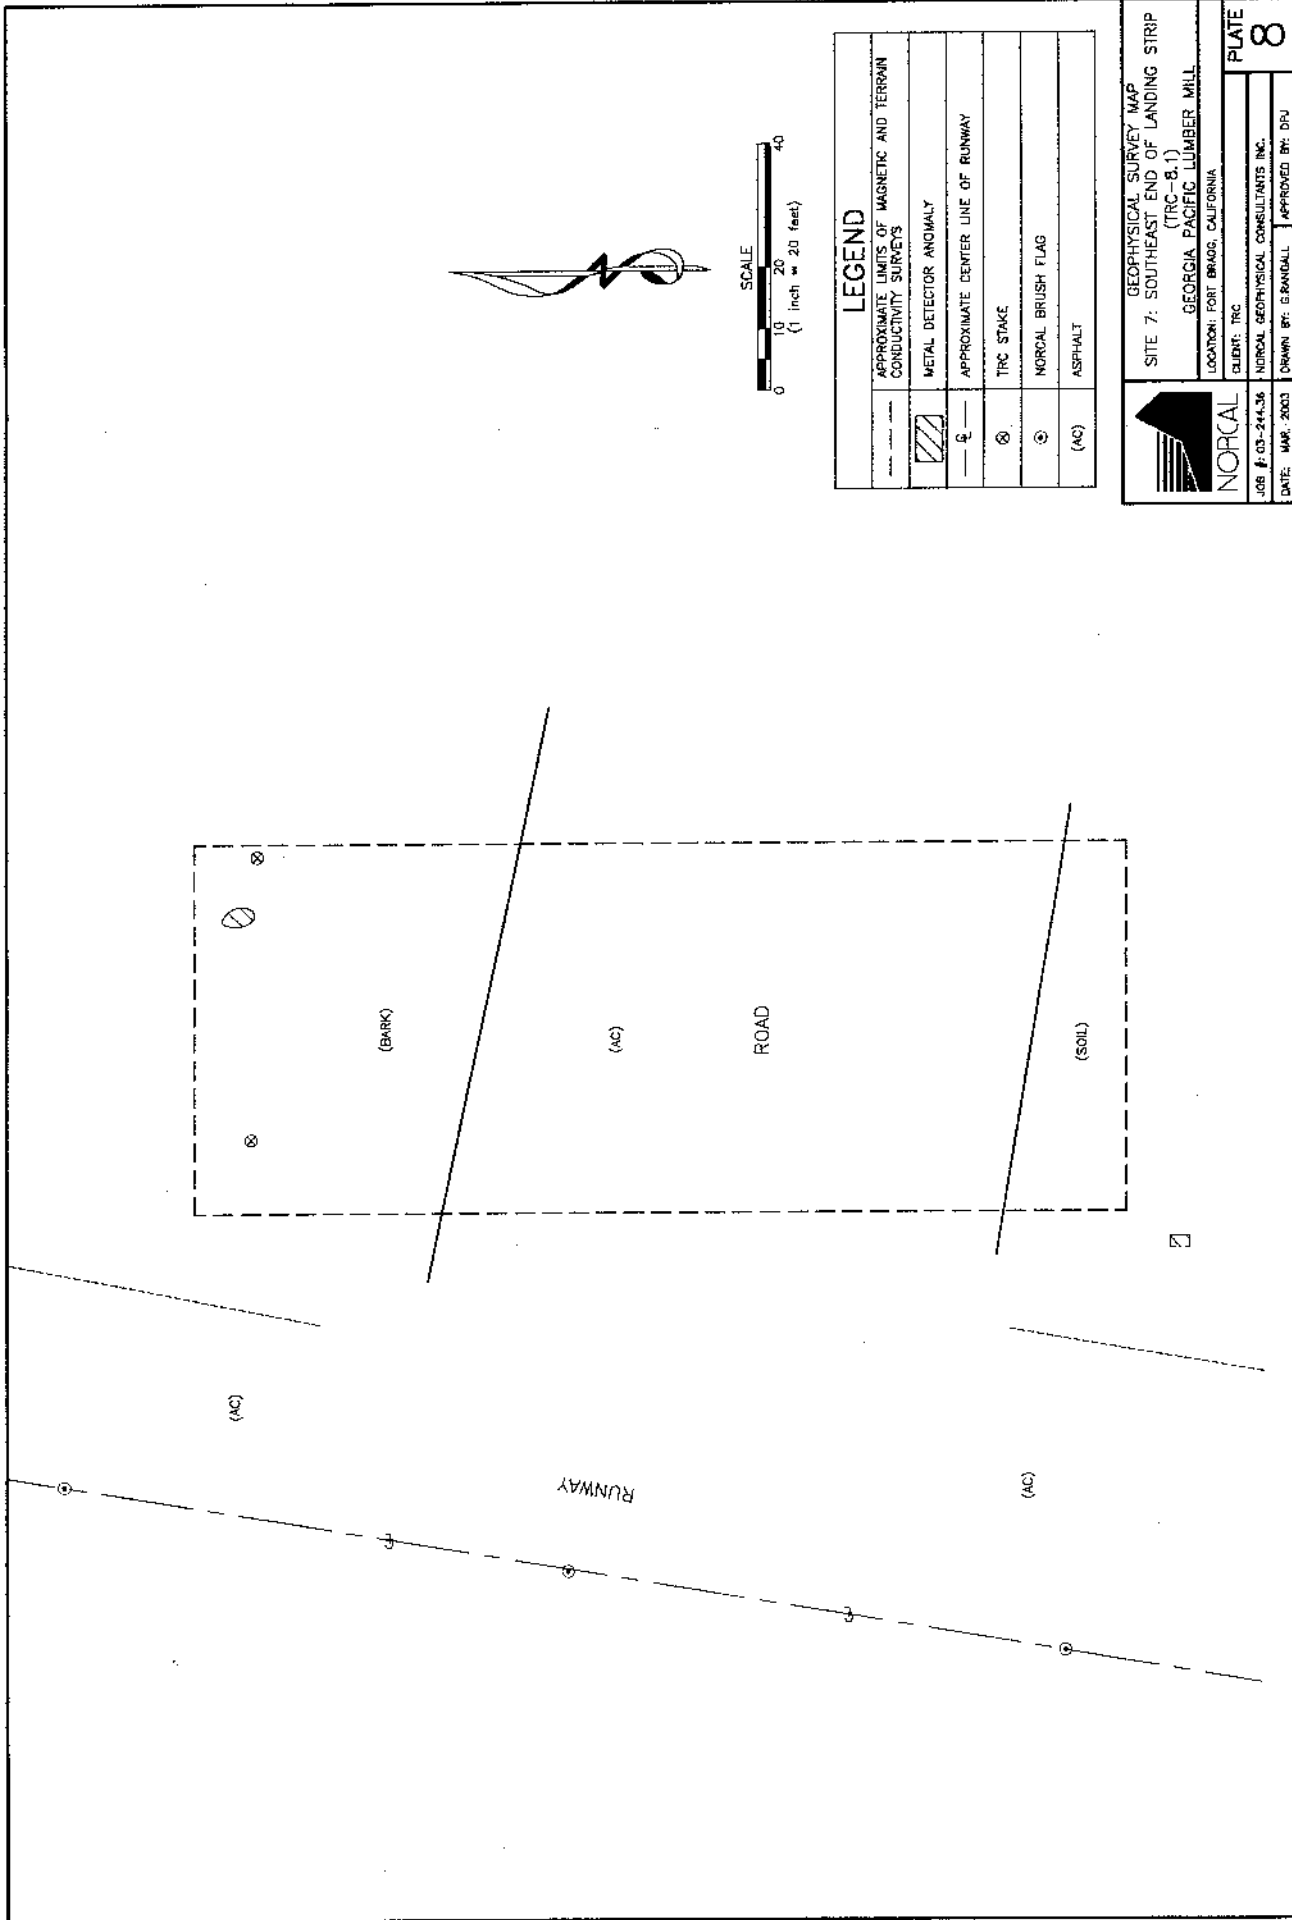 (AC)
RUNWAY
(AC)
(BARK)
(AC)
ROAD
(SOIL)
N
SCALE
0 10 20 40
(1 inch = 20 feet)
LEGEND
APPROXIMATE LIMITS OF MAGNETIC AND TERRAIN
CONDUCTIVITY SURVEYS
METAL DETECTOR ANOMALY
APPROXIMATE CENTER LINE OF RUNWAY
TRC STAKE
NORCAL BRUSH FLAG
(AC) ASPHALT
NORCAL
GEOPHYSICAL SURVEY MAP
SITE 7: SOUTHEAST END OF LANDING STRIP
(TRC-8.1)
GEORGIA PACIFIC LUMBER MILL
LOCATION: FORT BRAGG, CALIFORNIA
CLIENT: TRC
JOB #: 03-244.36 NORCAL GEOPHYSICAL CONSULTANTS INC.
DATE: MAR. 2003 DRAWN BY: G.RANDALL APPROVED BY: DPJ
PLATE
8